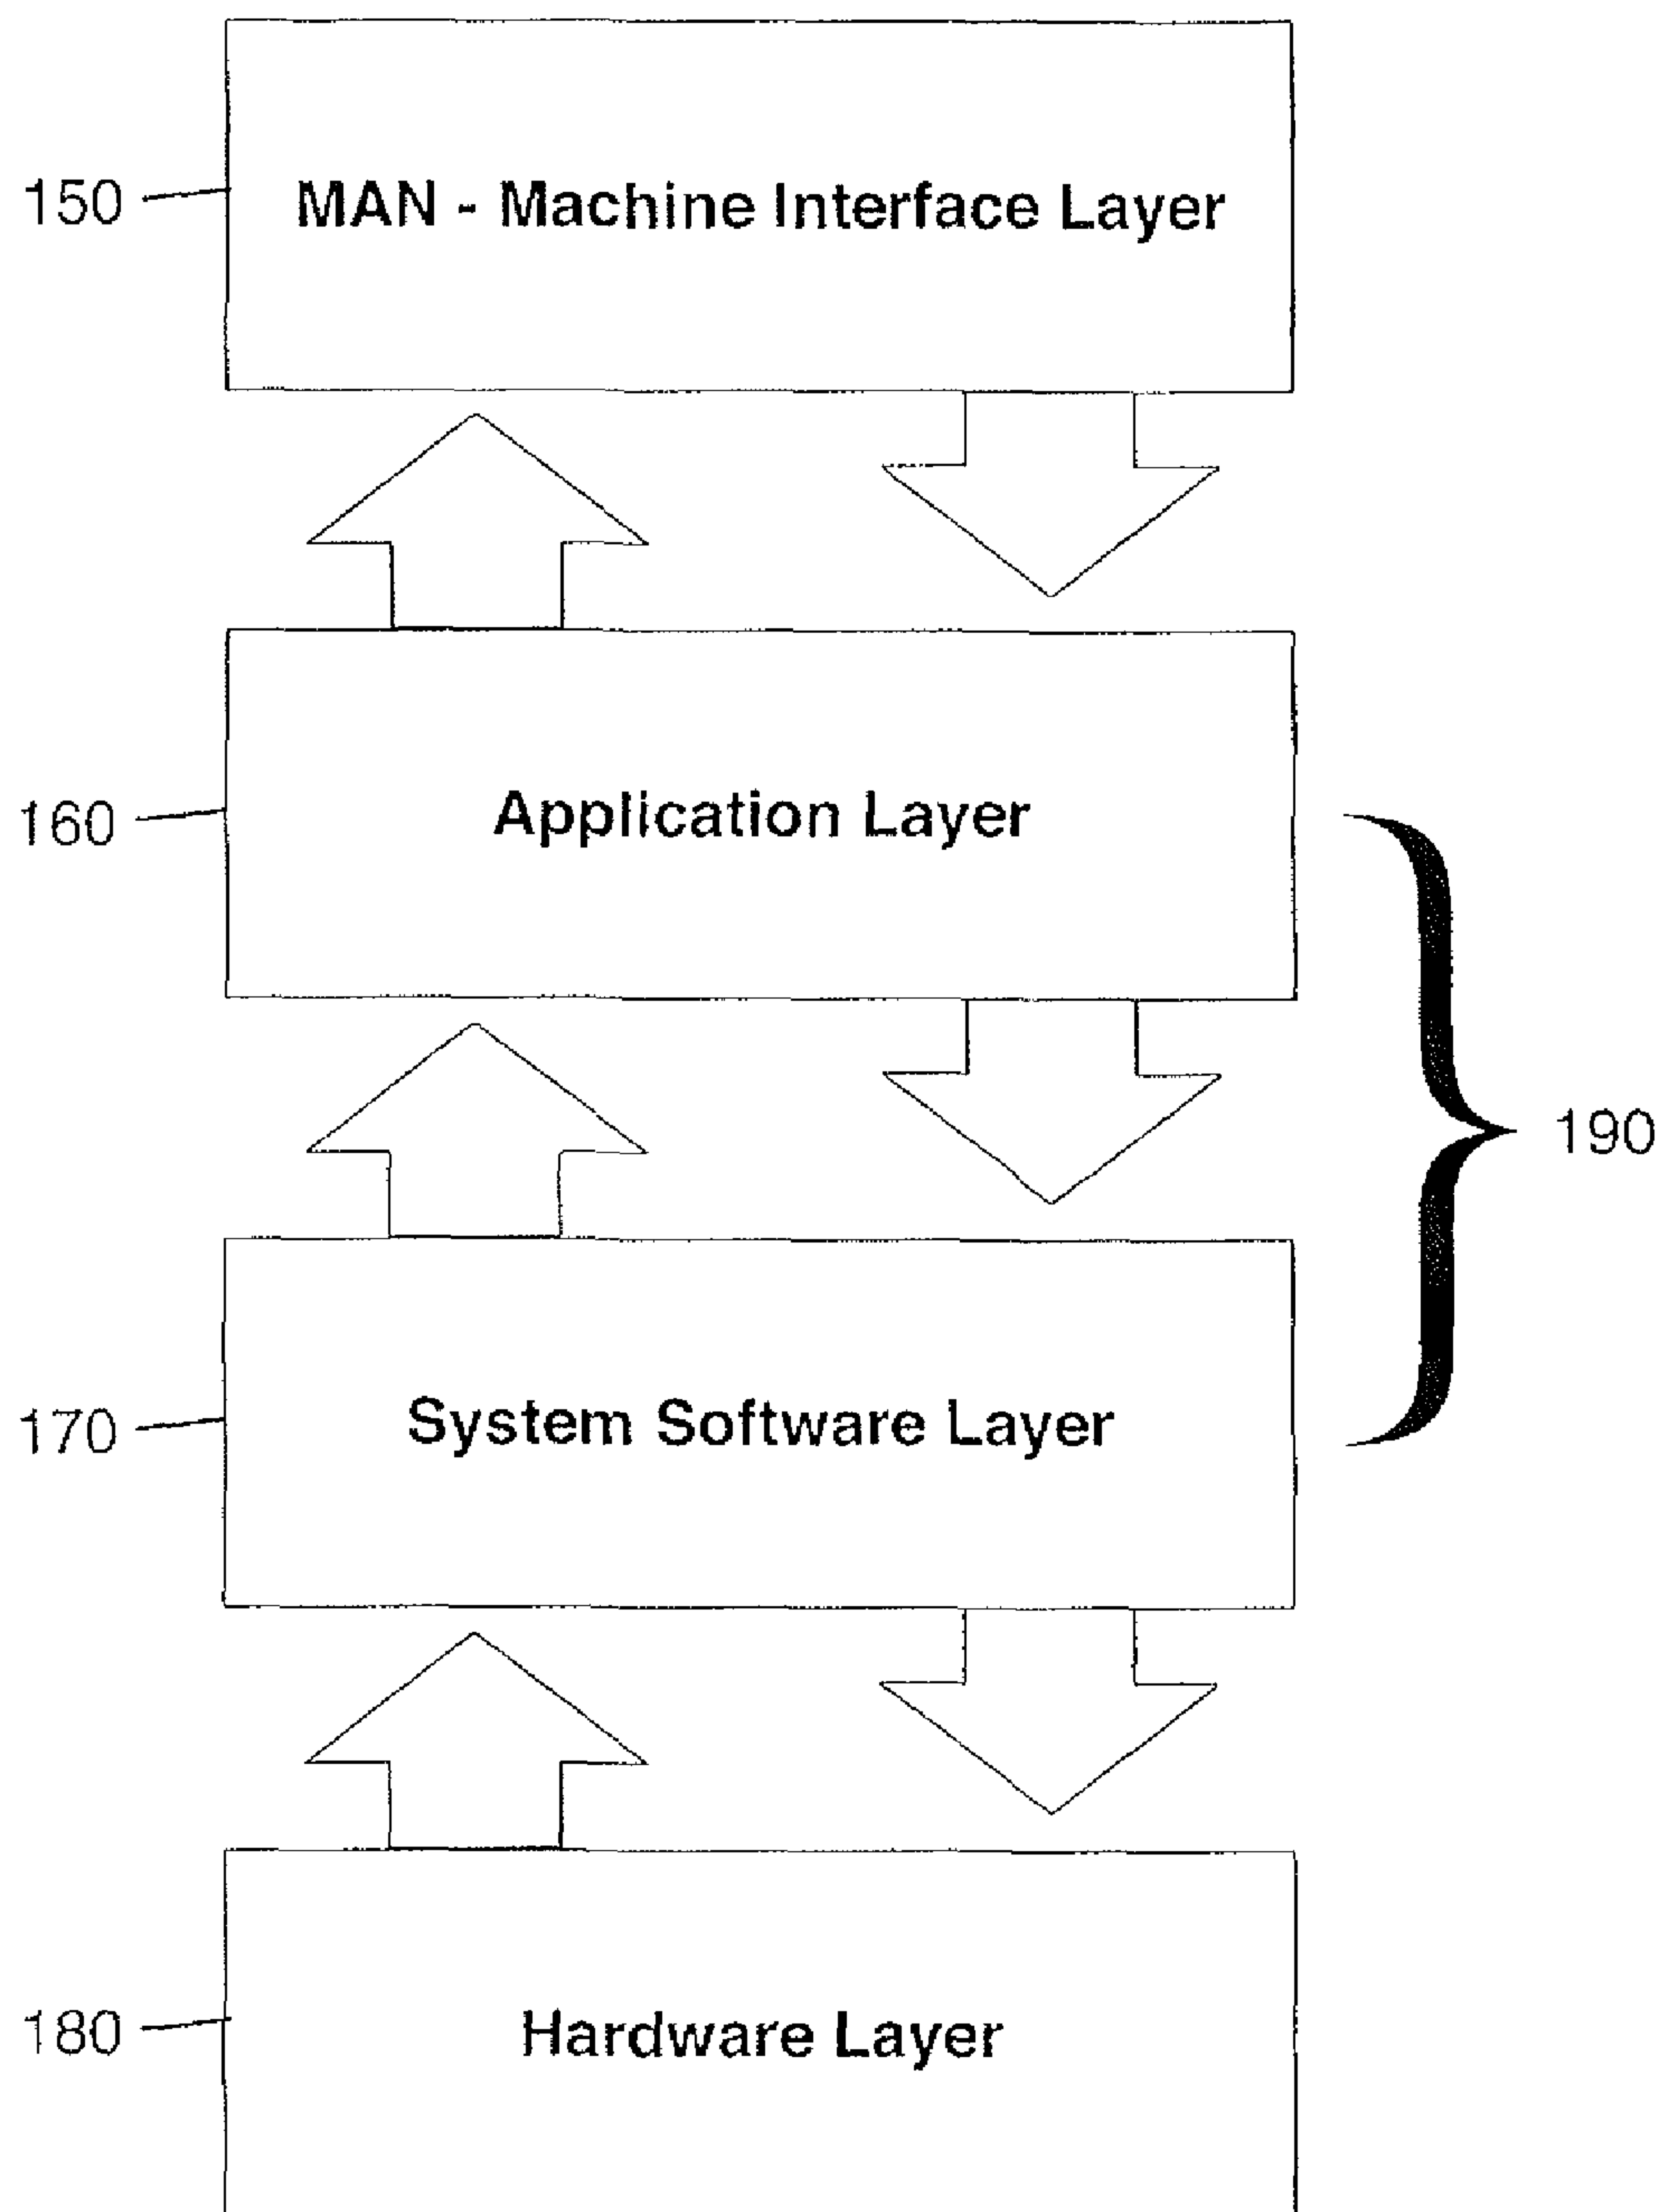 150
MAN - Machine Interface Layer
160
Application Layer
190
170
System Software Layer
180
Hardware Layer